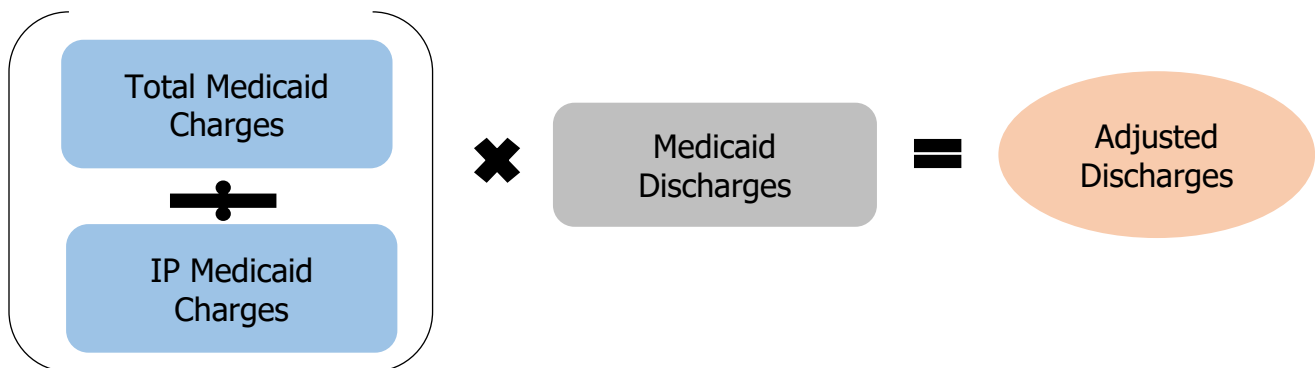 Total Medicaid
Charges
÷
IP Medicaid
Charges
×
Medicaid
Discharges
=
Adjusted
Discharges